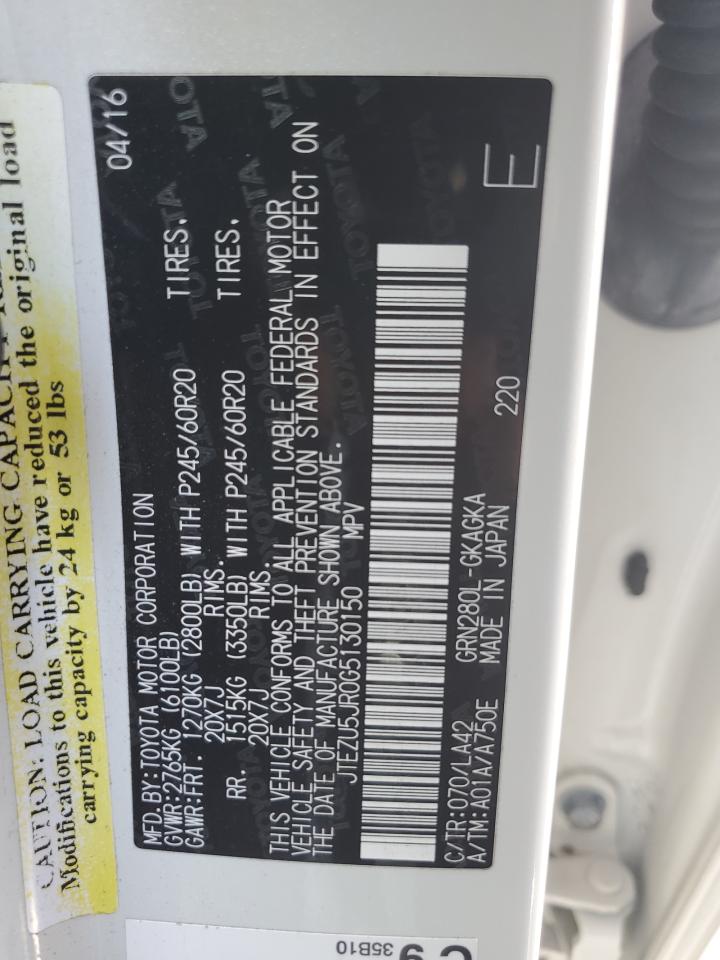 CAUTION: LOAD CARRYING CAPACITY
Modifications to this vehicle have reduced the original load
carrying capacity by 24 kg or 53 lbs
MFD.BY:TOYOTA MOTOR CORPORATION 04/16
GVWR:2765KG (6100LB)
GAWR:FRT. 1270KG (2800LB) WITH P245/60R20 TIRES.
20X7J RIMS.
RR. 1515KG (3350LB) WITH P245/60R20 TIRES.
20X7J RIMS.
THIS VEHICLE CONFORMS TO ALL APPLICABLE FEDERAL MOTOR
VEHICLE SAFETY AND THEFT PREVENTION STANDARDS IN EFFECT ON
THE DATE OF MANUFACTURE SHOWN ABOVE.
JTEZU5JR0G5130150 MPV
C/TR:070/LA42 GRN280L-GKAGKA
A/TM:A01A/A750E MADE IN JAPAN 220 E
C 9
35B10